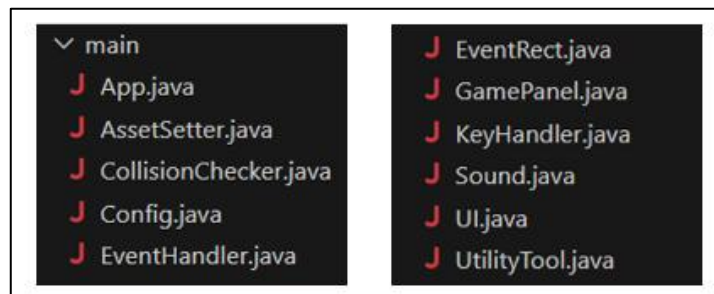 main
App.java
AssetSetter.java
CollisionChecker.java
Config.java
EventHandler.java
EventRect.java
GamePanel.java
KeyHandler.java
Sound.java
UI.java
UtilityTool.java